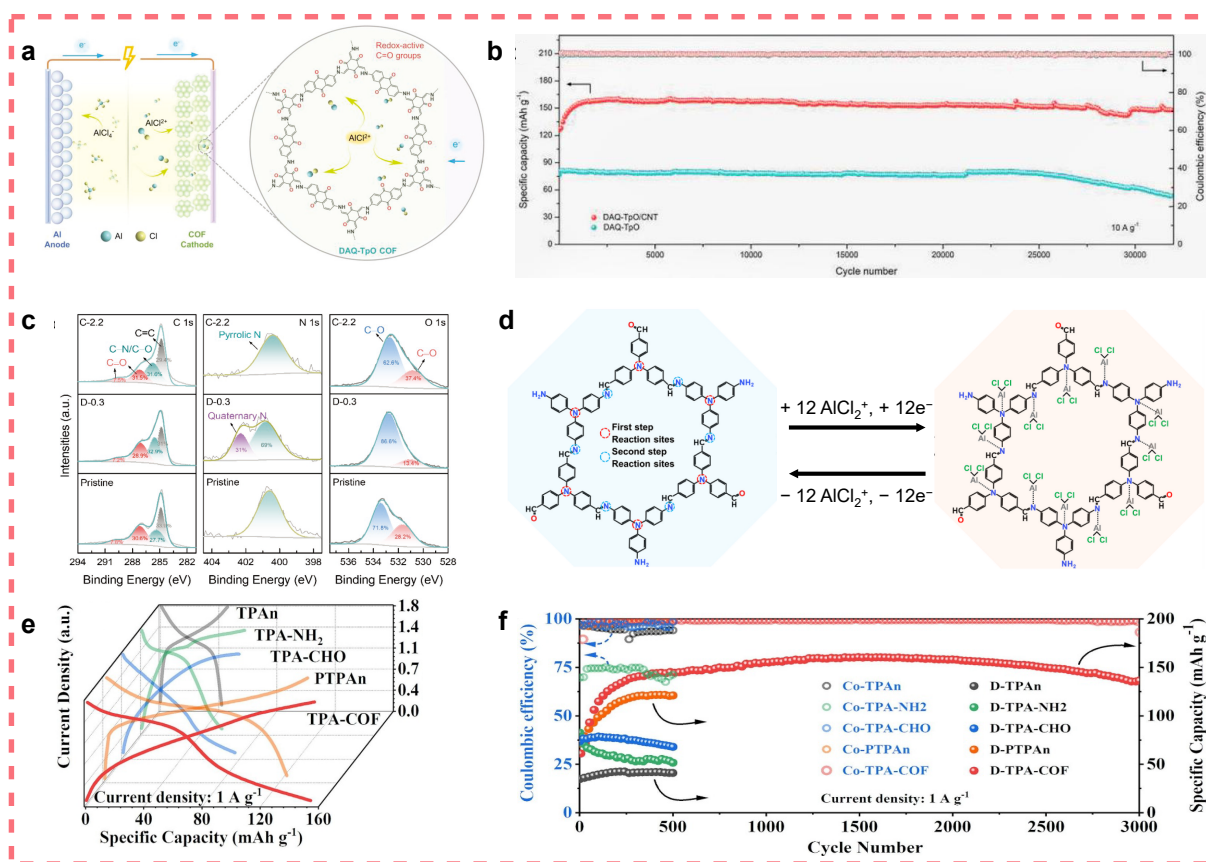 a
e⁻
e⁻
AlCl₄⁻
AlCl²⁺
Al
Anode
Al
Cl
COF
Cathode
Redox-active
C=O groups
AlCl²⁺
e⁻
DAQ-TpO COF
b
Specific capacity (mAh g⁻¹)
210
180
150
120
90
60
30
0
100
80
60
40
20
0
Coulombic efficiency (%)
DAQ-TpO/CNT
DAQ-TpO
10 A g⁻¹
5000
10000
15000
20000
25000
30000
Cycle number
c
Intensities (a.u.)
C-2.2
C 1s
C=C
C-N/C-O
C-2.2
N 1s
Pyrrolic N
C-2.2
O 1s
62.6%
37.4%
D-0.3
D-0.3
Quaternary N
31%
69%
D-0.3
86.6%
13.4%
Pristine
Pristine
Pristine
71.8%
28.2%
294
291
288
285
282
402
400
398
536
534
532
530
528
Binding Energy (eV)
Binding Energy (eV)
Binding Energy (eV)
d
First step
Reaction sites
Second step
Reaction sites
+ 12 AlCl₂⁺, + 12e⁻
− 12 AlCl₂⁺, − 12e⁻
e
Current Density (a.u.)
TPAn
TPA-NH₂
TPA-CHO
PTPAn
TPA-COF
1.8
1.4
1.1
0.7
0.4
0.0
Current density: 1 A g⁻¹
0
40
80
120
160
Specific Capacity (mAh g⁻¹)
f
Coulombic efficiency (%)
100
75
50
25
0
Co-TPAn
Co-TPA-NH2
Co-TPA-CHO
Co-PTPAn
Co-TPA-COF
D-TPAn
D-TPA-NH2
D-TPA-CHO
D-PTPAn
D-TPA-COF
Current density: 1 A g⁻¹
200
150
100
50
0
Specific Capacity (mAh g⁻¹)
0
500
1000
1500
2000
2500
3000
Cycle Number